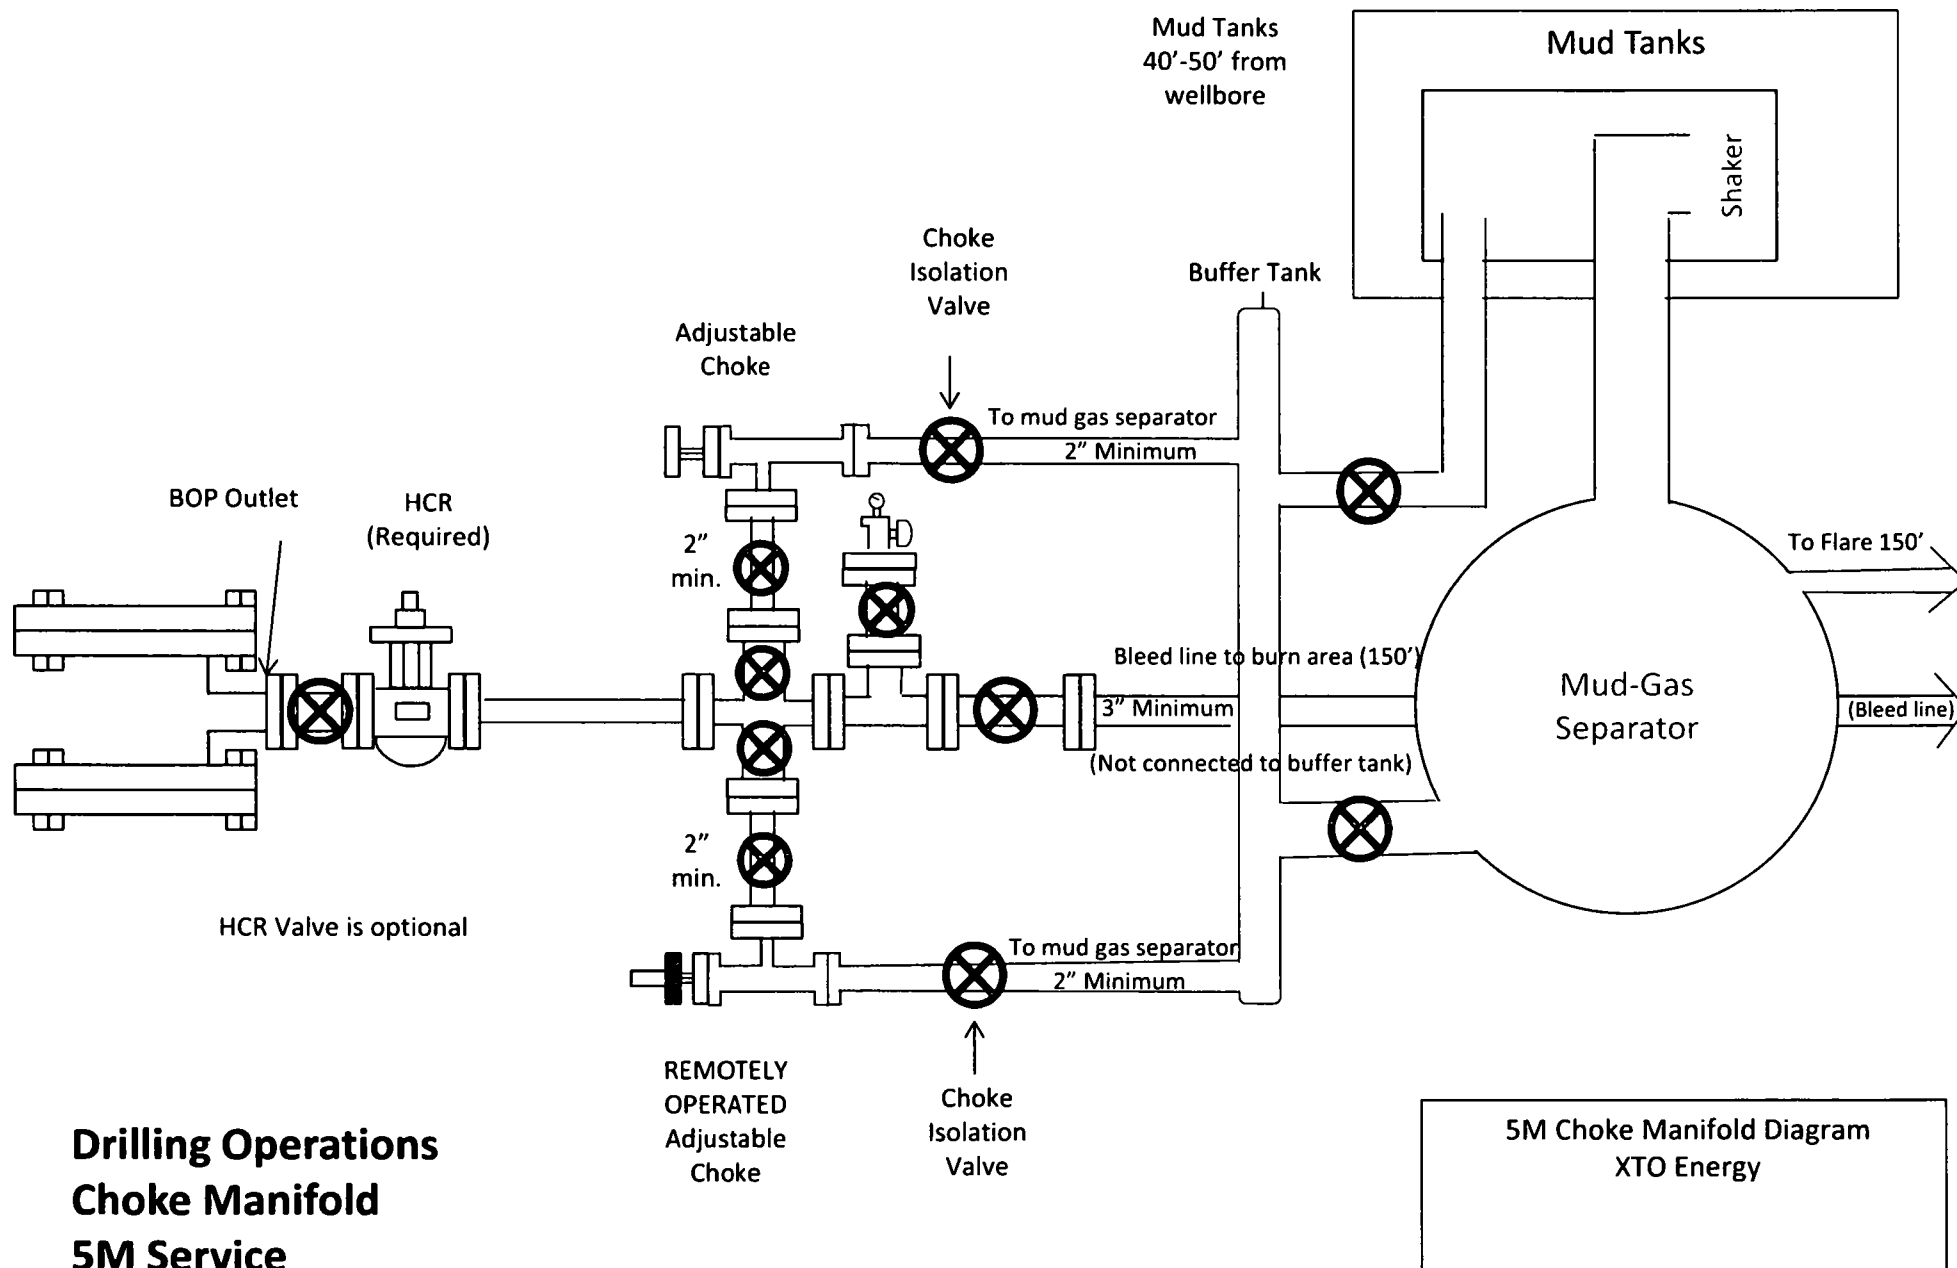 Mud Tanks
40’-50’ from
wellbore
Mud Tanks
Shaker
Choke
Isolation
Valve
Buffer Tank
Adjustable
Choke
To mud gas separator
2” Minimum
BOP Outlet
HCR
(Required)
2”
min.
To Flare 150’
Bleed line to burn area (150’)
3” Minimum
Mud-Gas
Separator
(Bleed line)
(Not connected to buffer tank)
2”
min.
HCR Valve is optional
To mud gas separator
2” Minimum
REMOTELY
OPERATED
Adjustable
Choke
Choke
Isolation
Valve
Drilling Operations
Choke Manifold
5M Service
5M Choke Manifold Diagram
XTO Energy